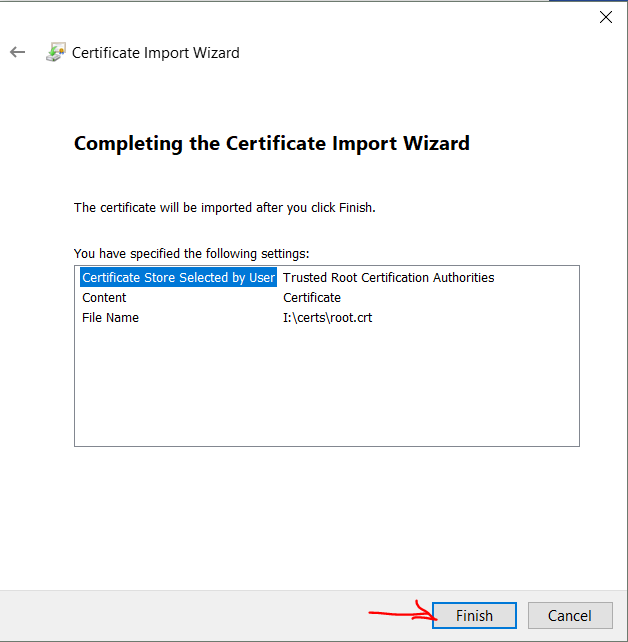 Certificate Import Wizard
Completing the Certificate Import Wizard
The certificate will be imported after you click Finish.
You have specified the following settings:
Certificate Store Selected by User Trusted Root Certification Authorities
Content Certificate
File Name I:\certs\root.crt
Finish Cancel